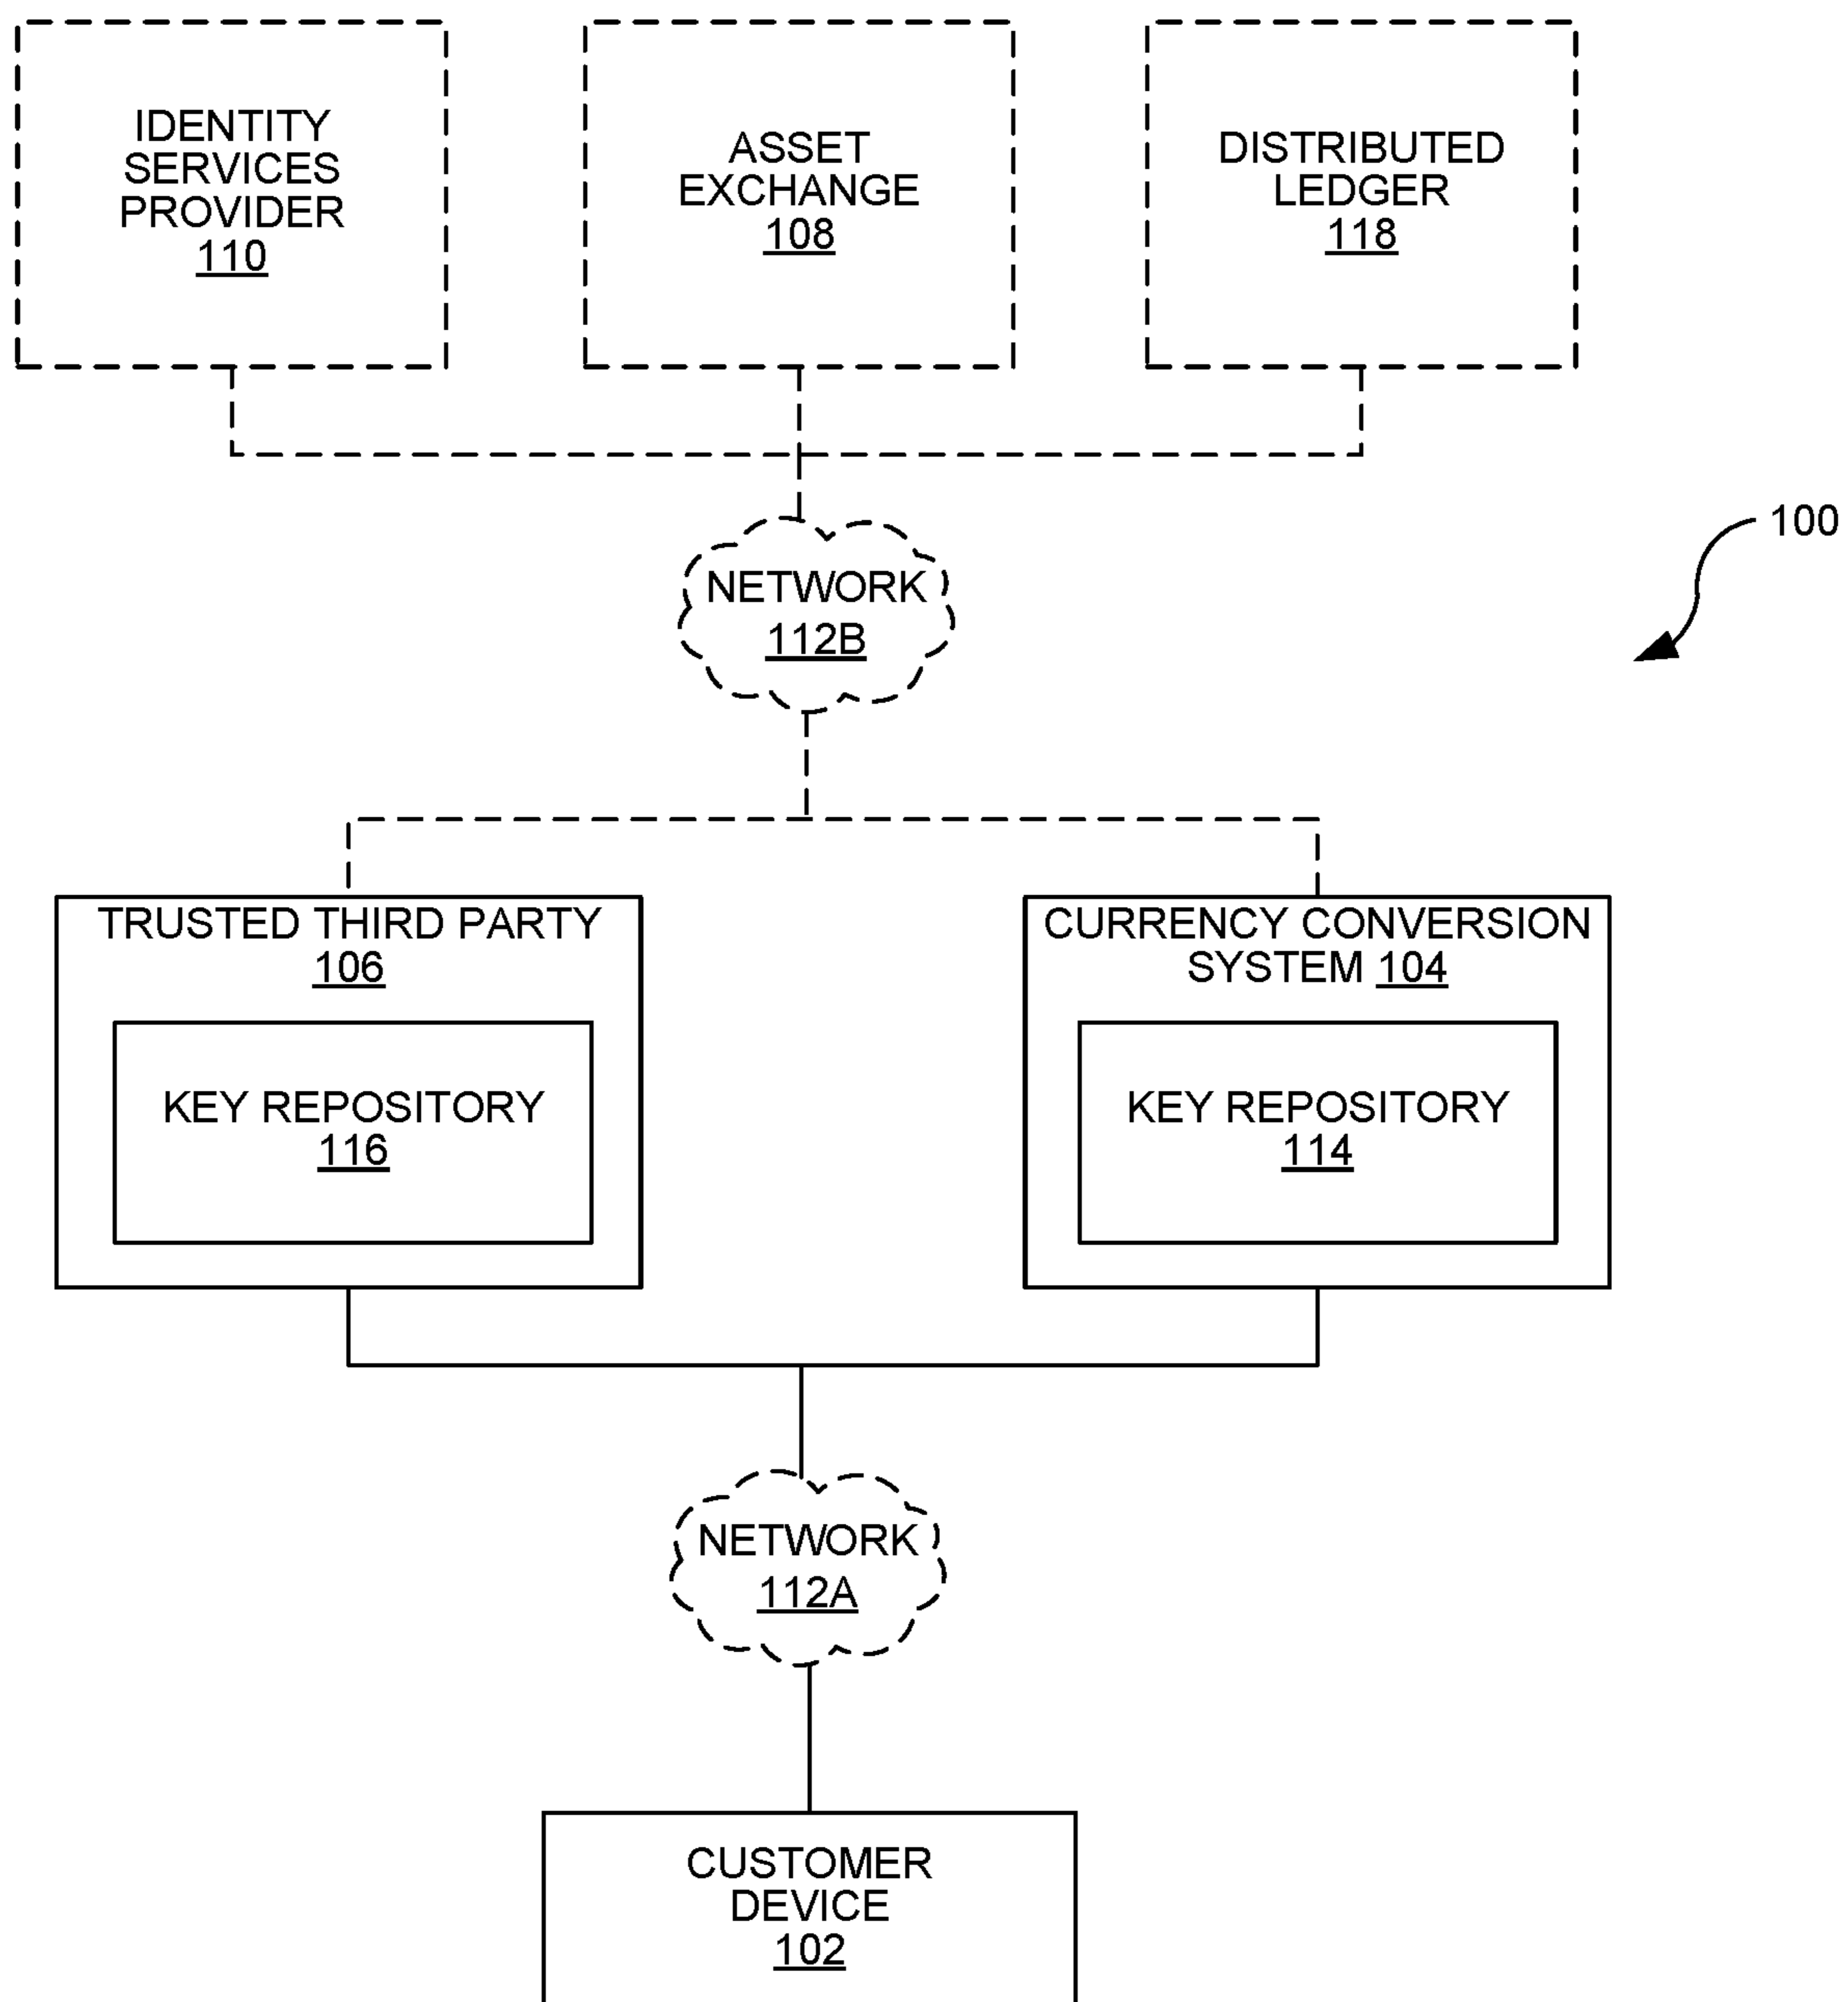 IDENTITY
SERVICES
PROVIDER
110
ASSET
EXCHANGE
108
DISTRIBUTED
LEDGER
118
100
NETWORK
112B
TRUSTED THIRD PARTY
106
KEY REPOSITORY
116
CURRENCY CONVERSION
SYSTEM 104
KEY REPOSITORY
114
NETWORK
112A
CUSTOMER
DEVICE
102